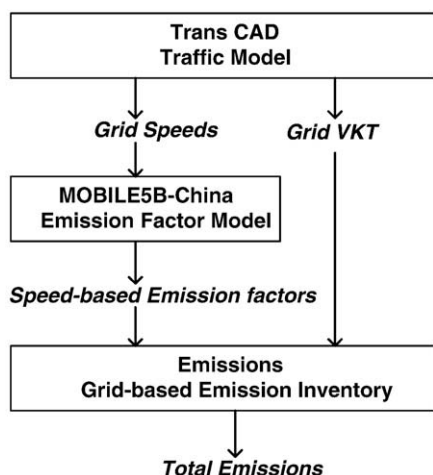 Trans CAD
Traffic Model
Grid Speeds
Grid VKT
MOBILE5B-China
Emission Factor Model
Speed-based Emission factors
Emissions
Grid-based Emission Inventory
Total Emissions